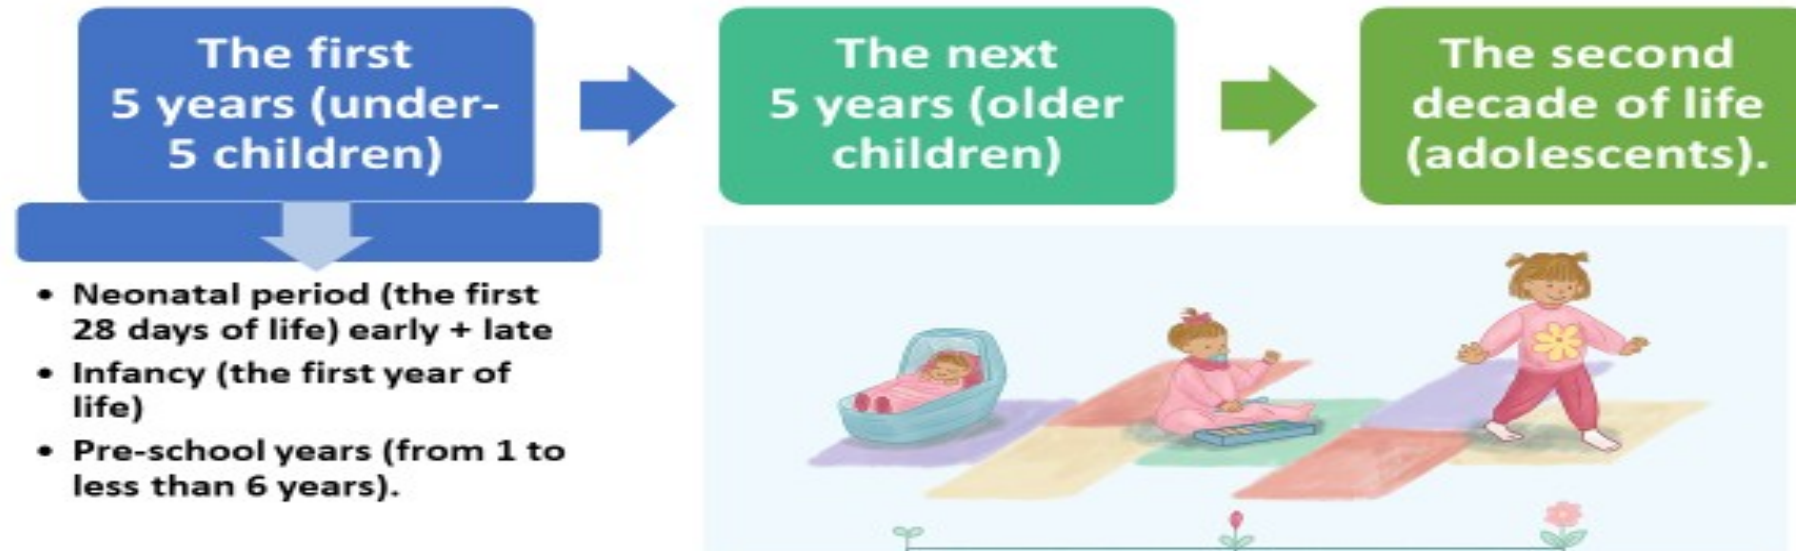 The first
5 years (under-
5 children)
The next
5 years (older
children)
The second
decade of life
(adolescents).
• Neonatal period (the first
28 days of life) early + late
• Infancy (the first year of
life)
• Pre-school years (from 1 to
less than 6 years).